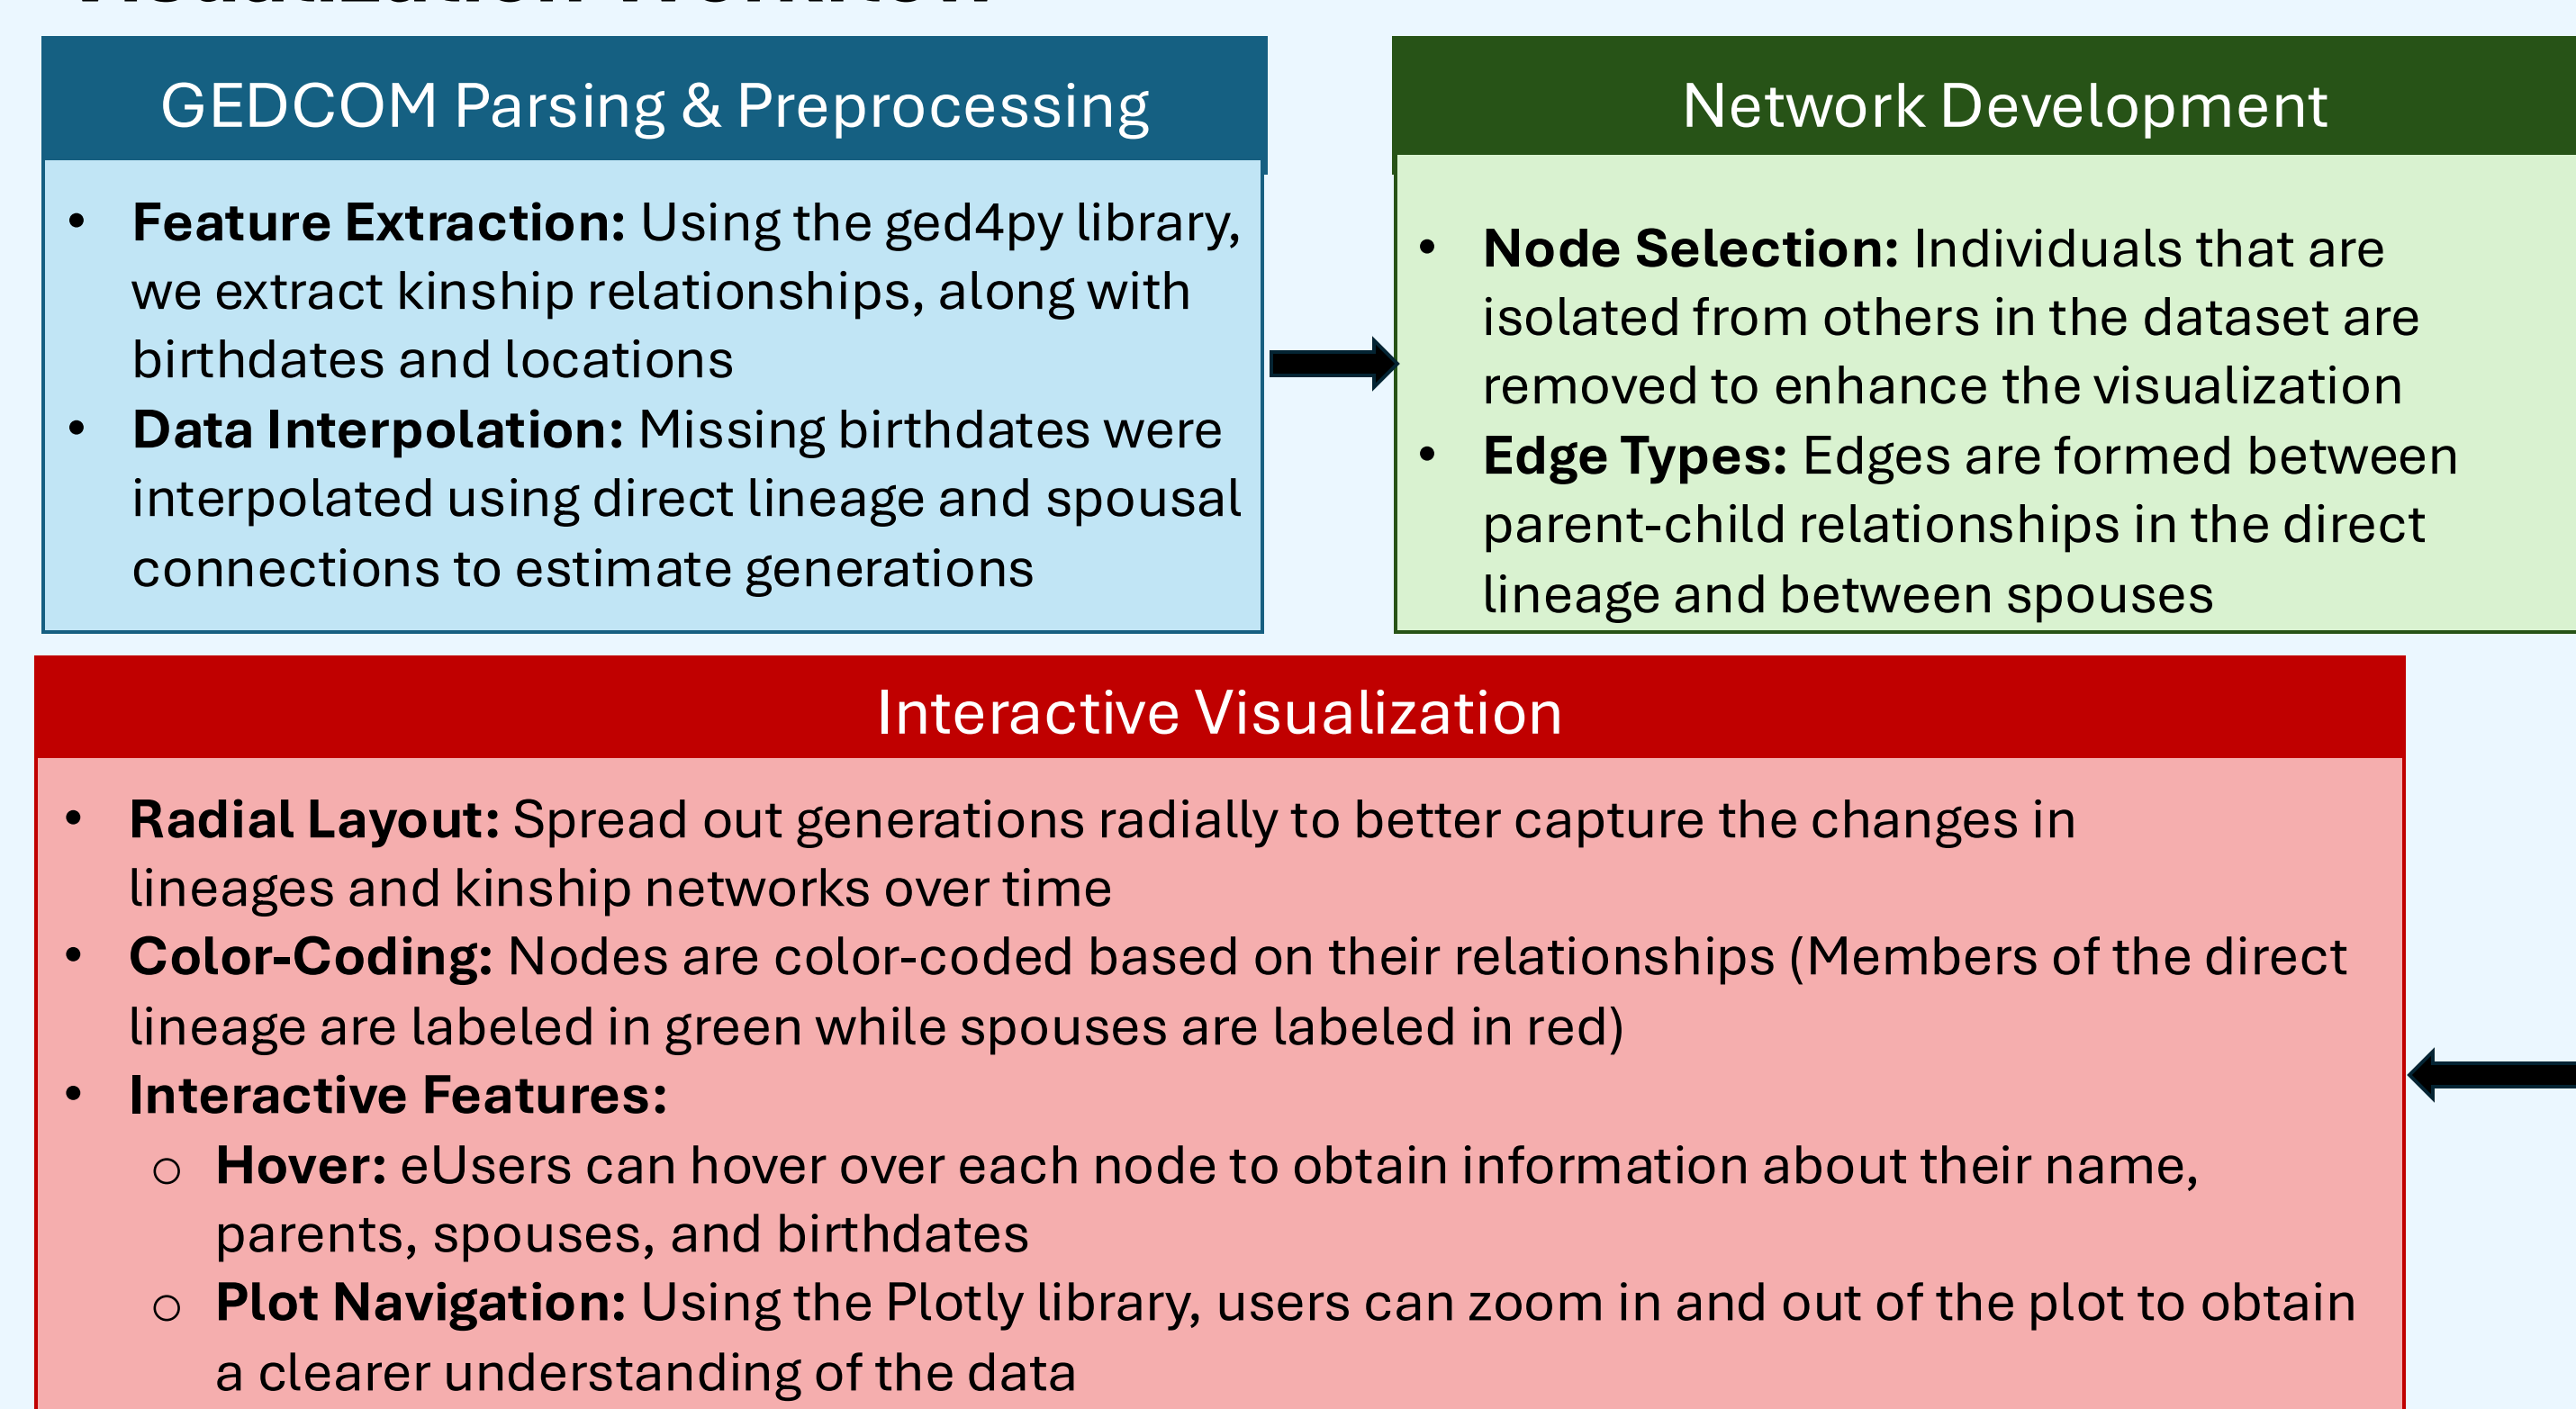 Visualization Workflow
GEDCOM Parsing & Preprocessing
• Feature Extraction: Using the ged4py library,
we extract kinship relationships, along with
birthdates and locations
• Data Interpolation: Missing birthdates were
interpolated using direct lineage and spousal
connections to estimate generations
Network Development
• Node Selection: Individuals that are
isolated from others in the dataset are
removed to enhance the visualization
• Edge Types: Edges are formed between
parent-child relationships in the direct
lineage and between spouses
Interactive Visualization
• Radial Layout: Spread out generations radially to better capture the changes in
lineages and kinship networks over time
• Color-Coding: Nodes are color-coded based on their relationships (Members of the direct
lineage are labeled in green while spouses are labeled in red)
• Interactive Features:
o Hover: eUsers can hover over each node to obtain information about their name,
parents, spouses, and birthdates
o Plot Navigation: Using the Plotly library, users can zoom in and out of the plot to obtain
a clearer understanding of the data